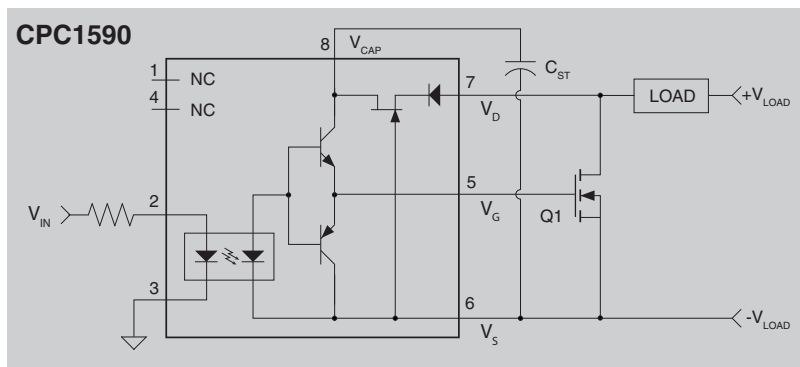 CPC1590
8
V_CAP
C_ST
1
NC
4
NC
7
V_D
LOAD
+V_LOAD
5
V_G
Q1
2
V_IN
3
6
V_S
-V_LOAD